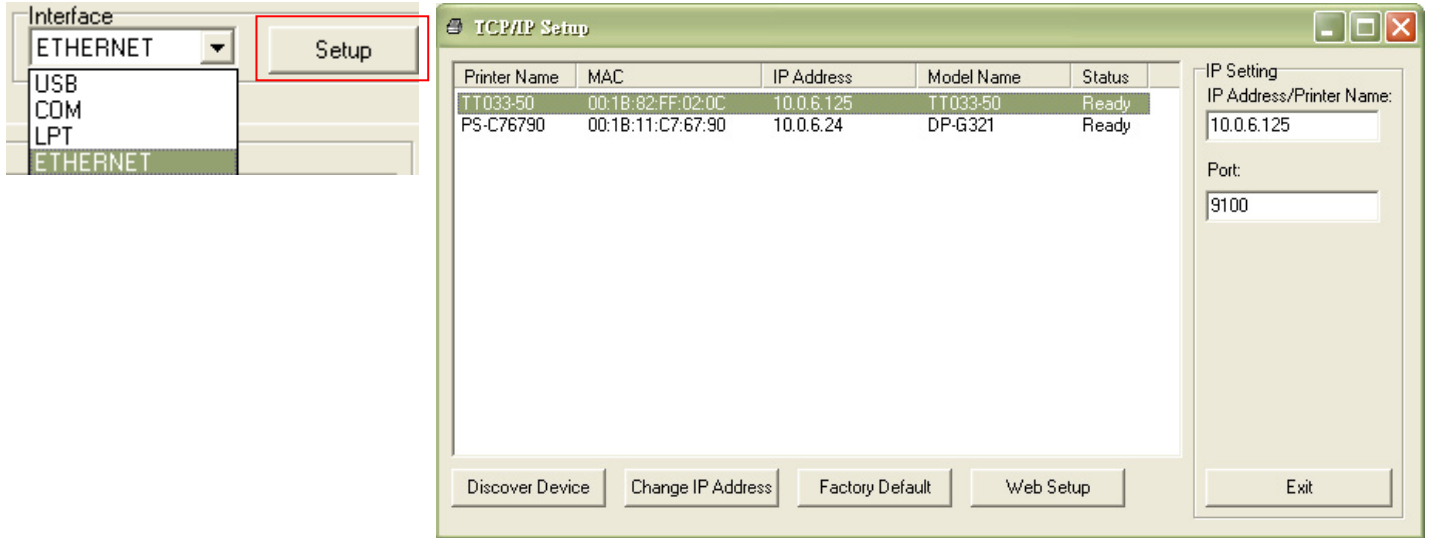 Interface
ETHERNET
Setup
USB
COM
LPT
ETHERNET
TCP/IP Setup
Printer Name MAC IP Address Model Name Status
TT033-50 00:1B:82:FF:02:0C 10.0.6.125 TT033-50 Ready
PS-C76790 00:1B:11:C7:67:90 10.0.6.24 DP-G321 Ready
IP Setting
IP Address/Printer Name:
10.0.6.125
Port:
9100
Discover Device Change IP Address Factory Default Web Setup Exit